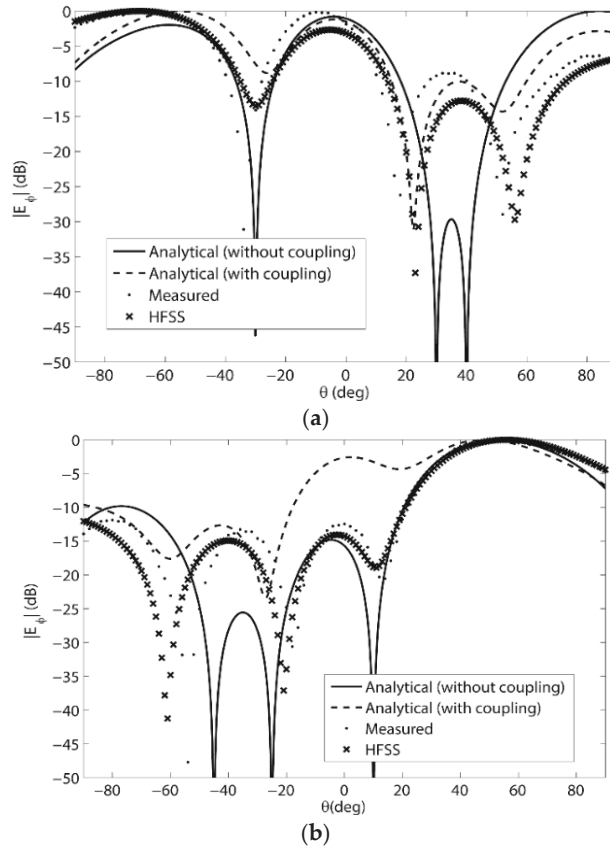 0
−5
−10
−15
−20
−25
−30
−35
−40
−45
−50
|E_ϕ| (dB)
Analytical (without coupling)
Analytical (with coupling)
Measured
HFSS
−80 −60 −40 −20 0 20 40 60 80
θ (deg)
(a)
0
−5
−10
−15
−20
−25
−30
−35
−40
−45
−50
|E_ϕ| (dB)
Analytical (without coupling)
Analytical (with coupling)
Measured
HFSS
−80 −60 −40 −20 0 20 40 60 80
θ(deg)
(b)